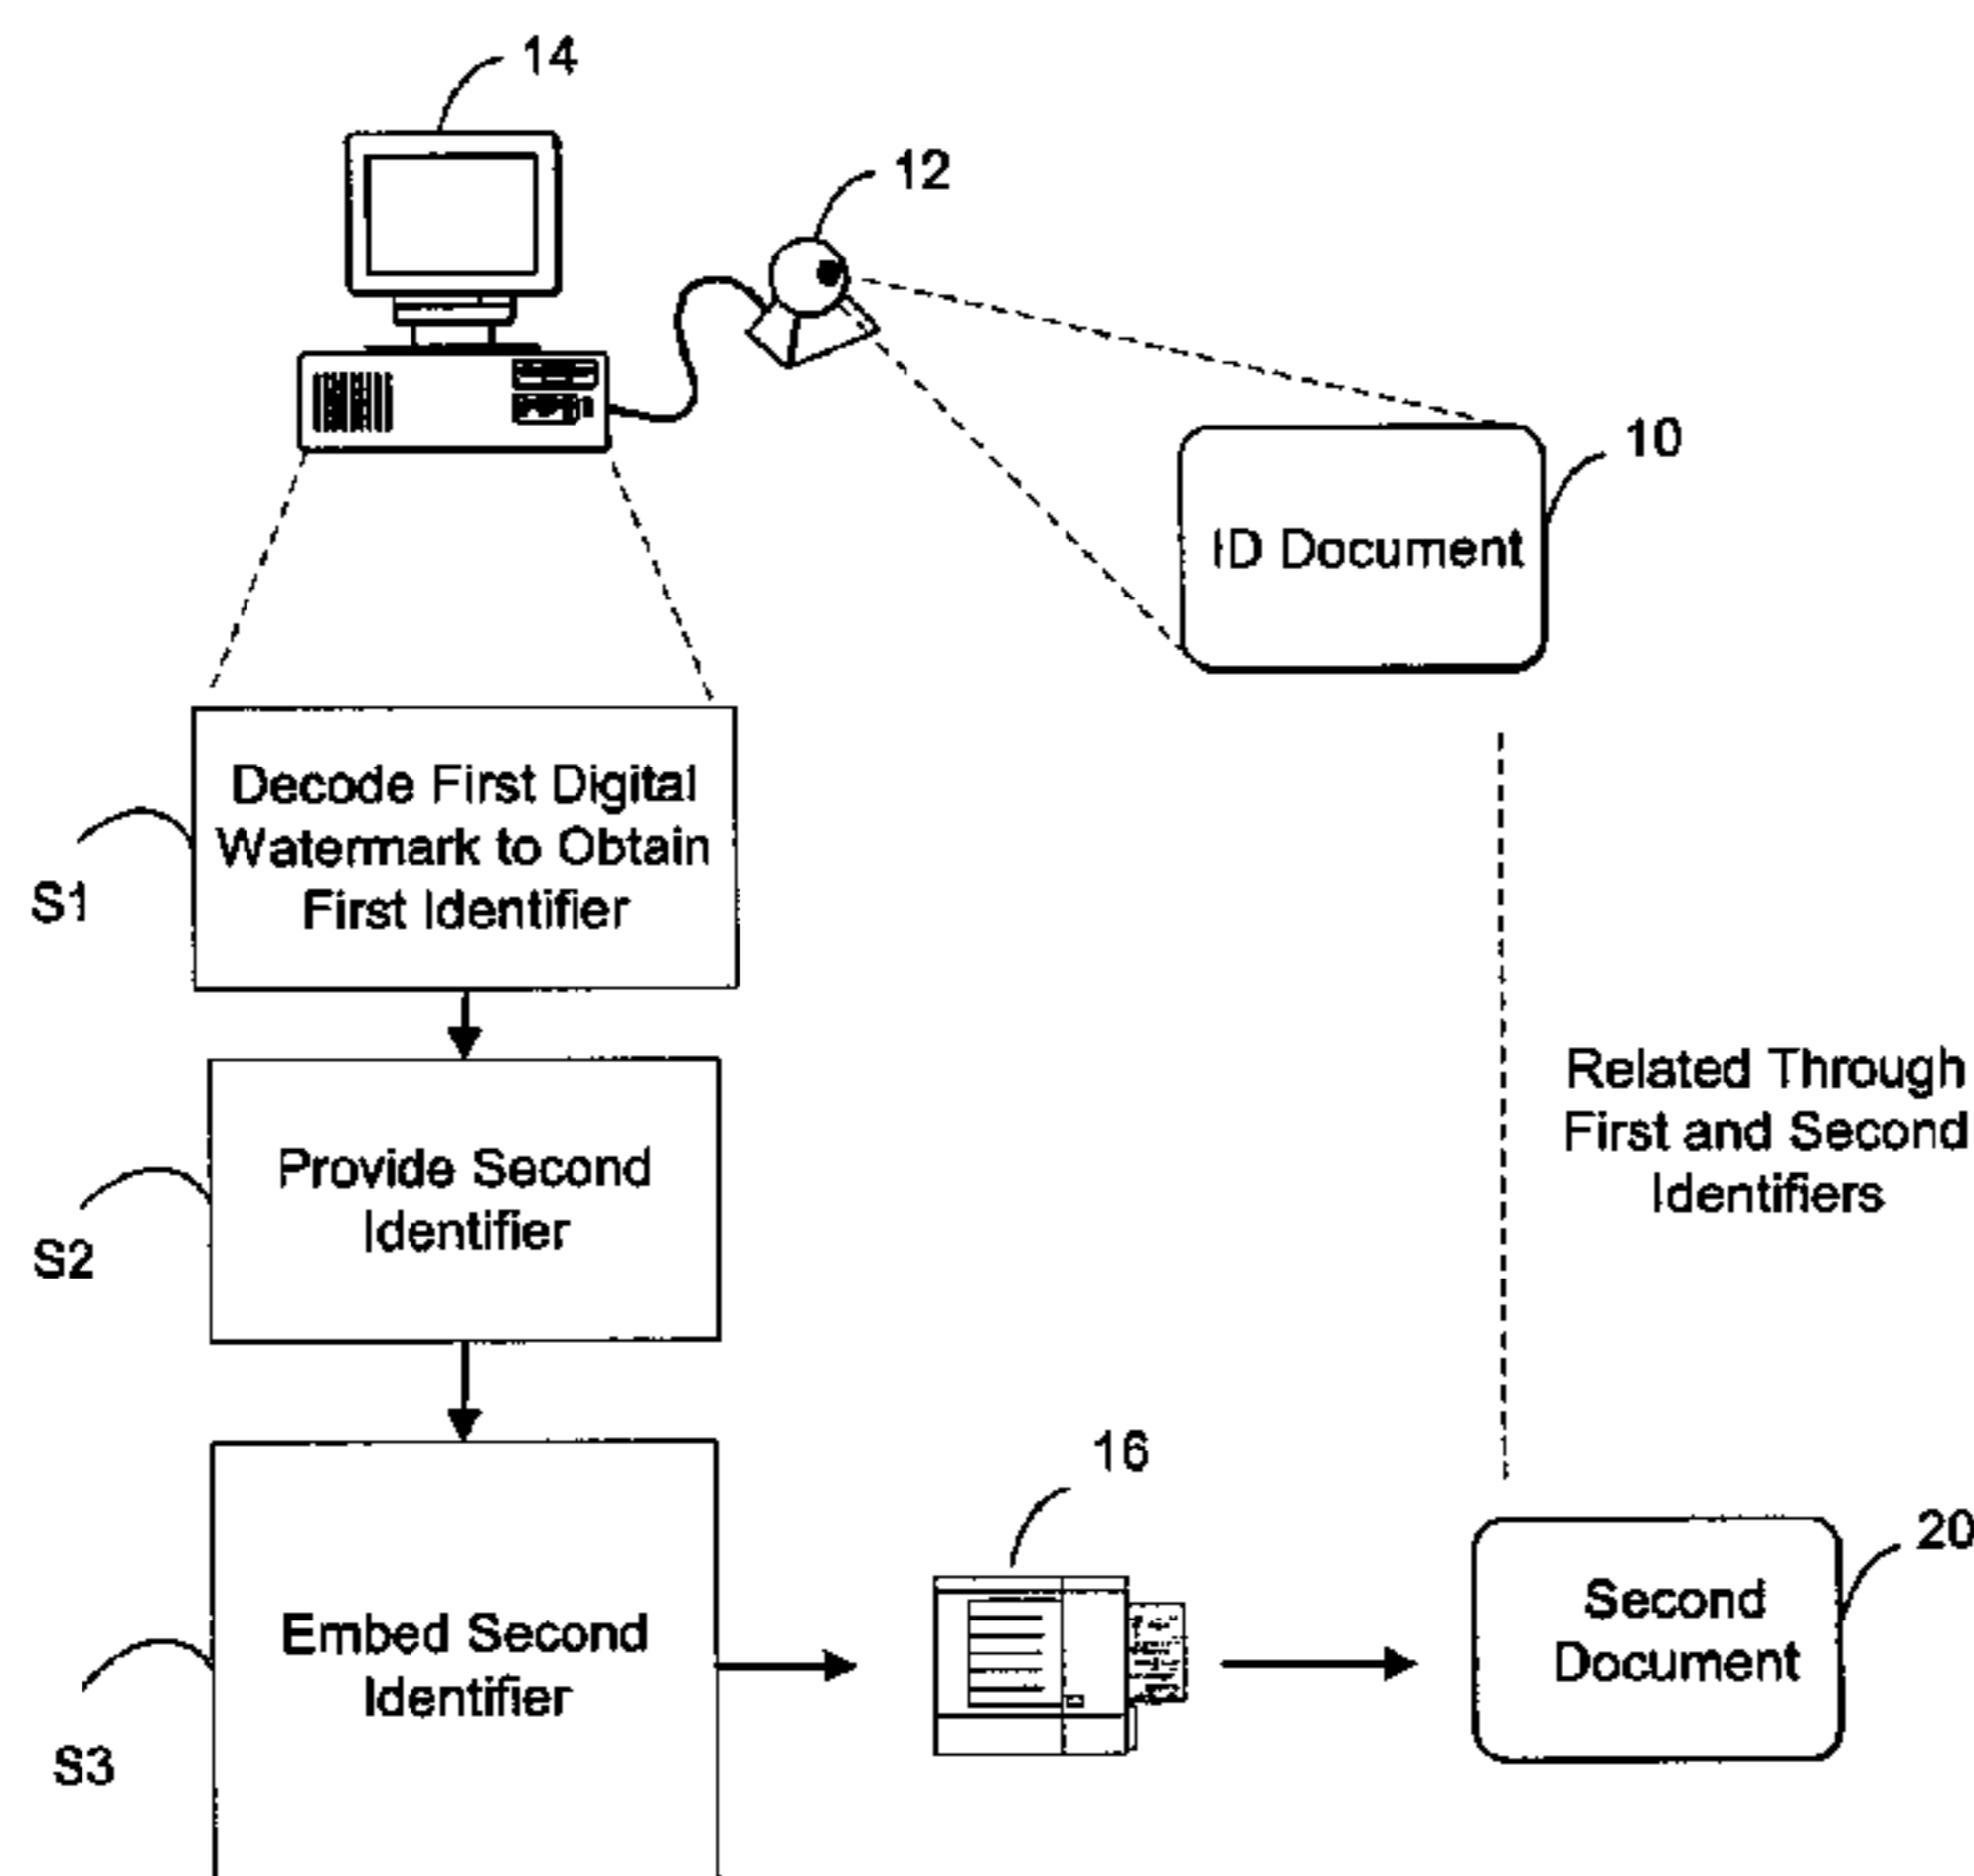 14
12
10
ID Document
Decode First Digital
Watermark to Obtain
First Identifier
S1
Related Through
First and Second
Identifiers
Provide Second
Identifier
S2
16
20
Second
Document
Embed Second
Identifier
S3